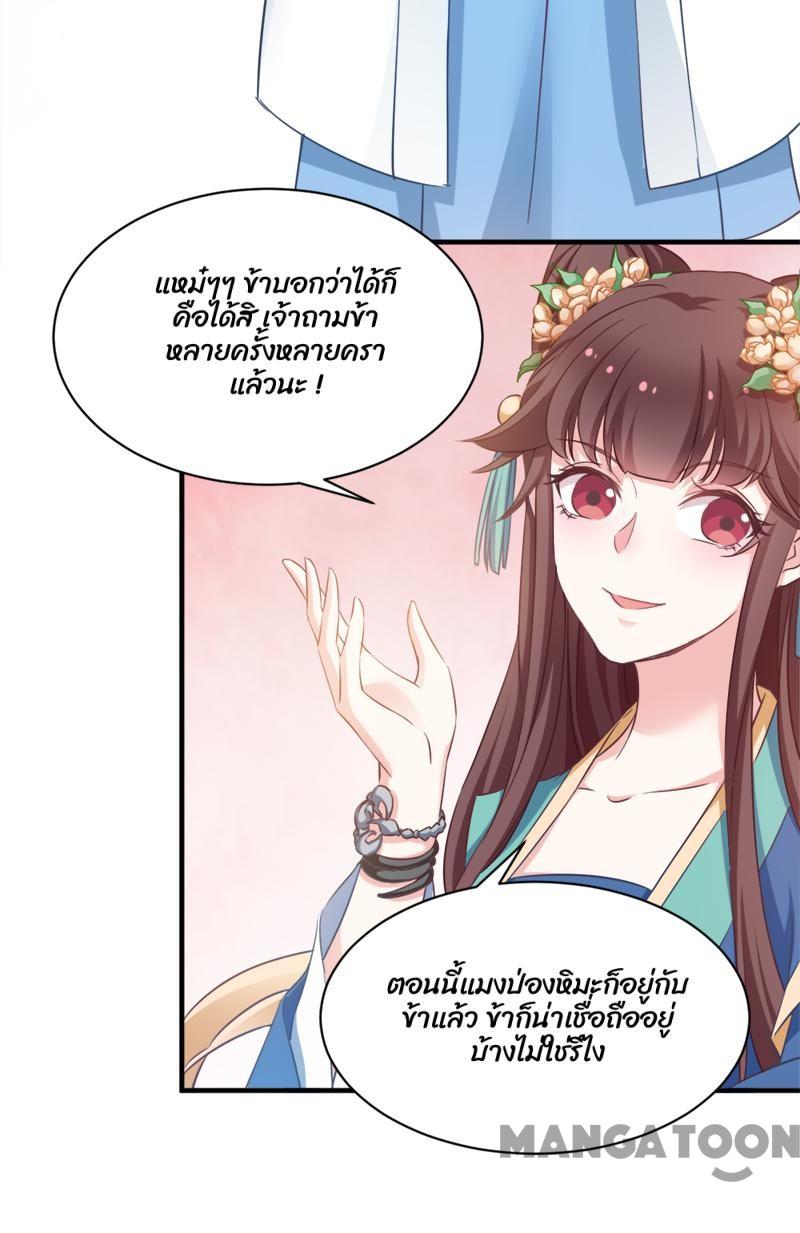 แหม๋ๆๆ ข้าบอกว่าได้ก็
คือได้สิ เจ้าถามข้า
หลายครั้งหลายครา
แล้วนะ !
ตอนนี้แมงป่องหิมะก็อยู่กับ
ข้าแล้ว ข้าก็น่าเชื่อถืออยู่
บ้างไม่ใช่รึไง
MANGATOON